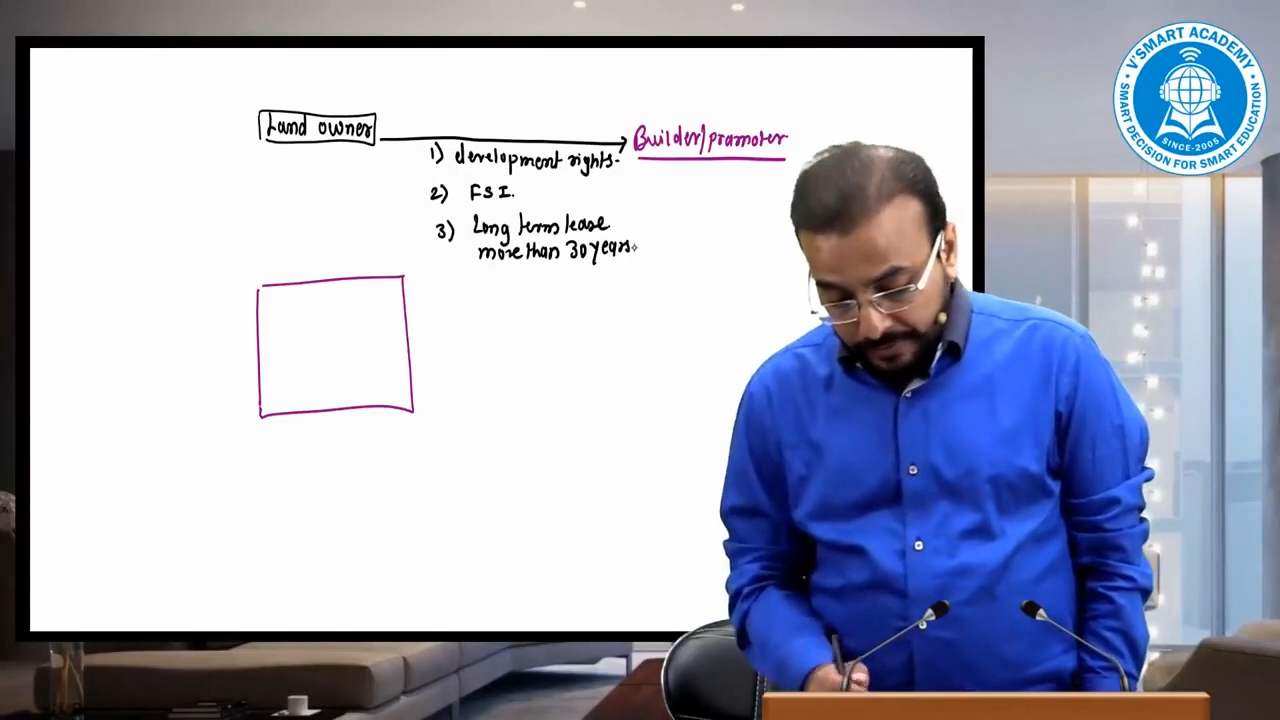 Land owner
Builder/promoter
1) development rights-
2) FSI.
3) Long term lease
more than 30 years
V'SMART ACADEMY
SMART DECISION FOR SMART EDUCATION
SINCE-2005